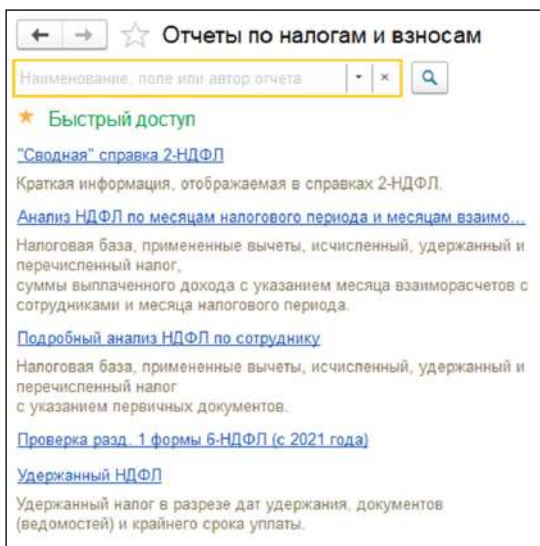 Отчеты по налогам и взносам
Наименование, поле или автор отчета
Быстрый доступ
"Сводная" справка 2-НДФЛ
Краткая информация, отображаемая в справках 2-НДФЛ.
Анализ НДФЛ по месяцам налогового периода и месяцам взаимо...
Налоговая база, примененные вычеты, исчисленный, удержанный и
перечисленный налог,
суммы выплаченного дохода с указанием месяца взаиморасчетов с
сотрудниками и месяца налогового периода.
Подробный анализ НДФЛ по сотруднику
Налоговая база, примененные вычеты, исчисленный, удержанный и
перечисленный налог
с указанием первичных документов.
Проверка разд. 1 формы 6-НДФЛ (с 2021 года)
Удержанный НДФЛ
Удержанный налог в разрезе дат удержания, документов
(ведомостей) и крайнего срока уплаты.